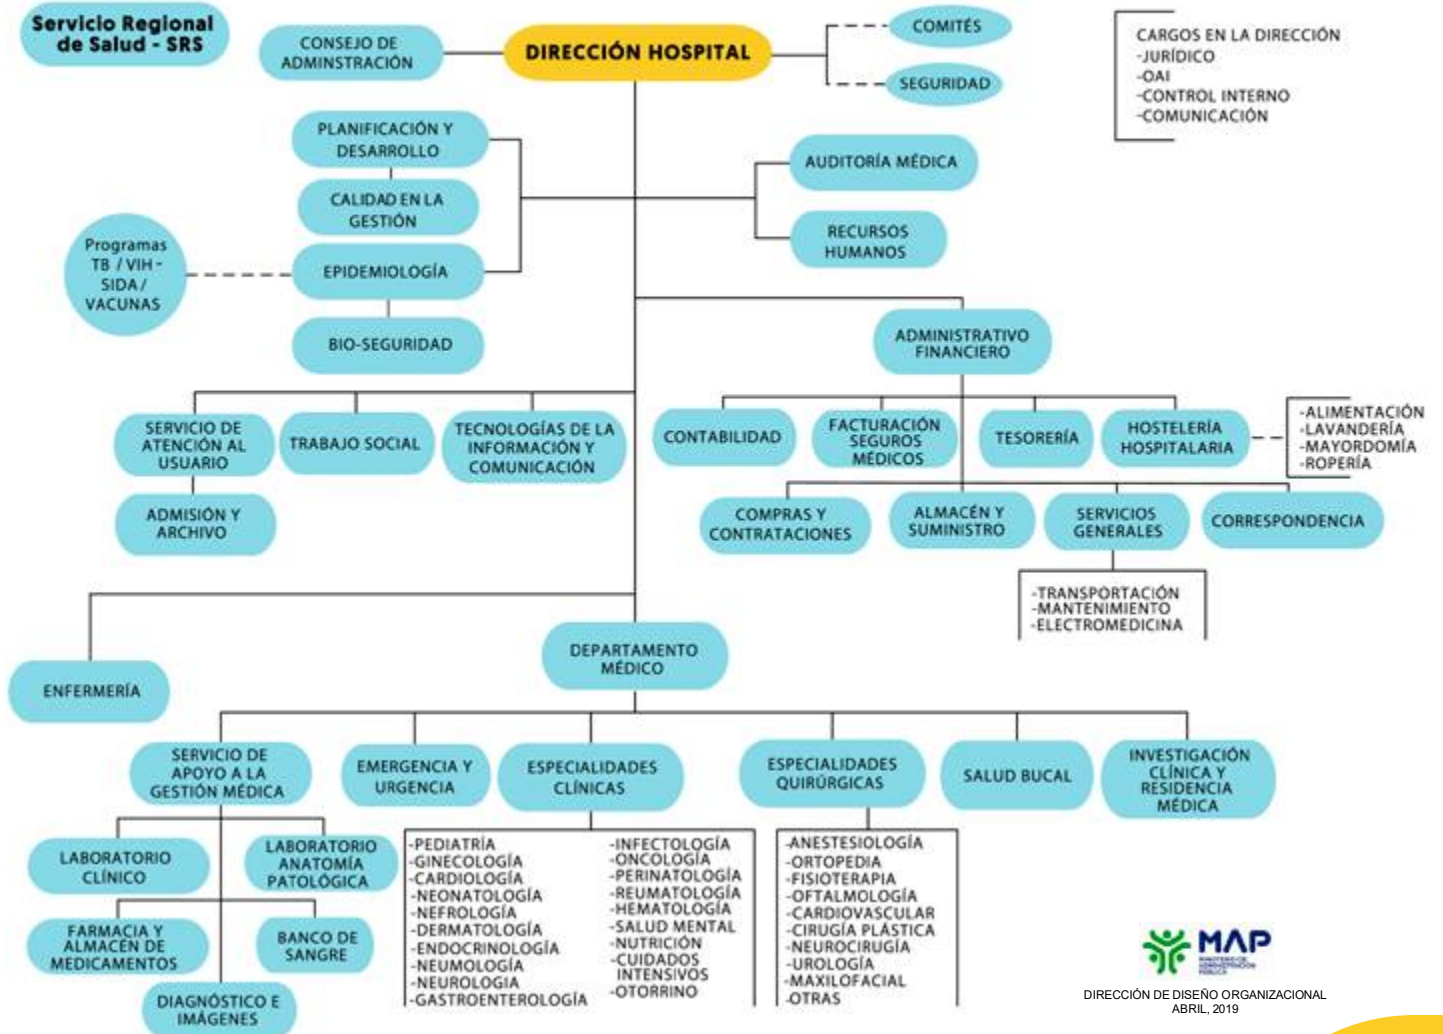 Servicio Regional
de Salud - SRS
CONSEJO DE
ADMINSTRACIÓN
DIRECCIÓN HOSPITAL
COMITÉS
SEGURIDAD
CARGOS EN LA DIRECCIÓN
-JURÍDICO
-OAI
-CONTROL INTERNO
-COMUNICACIÓN
PLANIFICACIÓN Y
DESARROLLO
CALIDAD EN LA
GESTIÓN
EPIDEMIOLOGÍA
BIO-SEGURIDAD
Programas
TB / VIH -
SIDA /
VACUNAS
AUDITORÍA MÉDICA
RECURSOS
HUMANOS
ADMINISTRATIVO
FINANCIERO
SERVICIO DE
ATENCIÓN AL
USUARIO
TRABAJO SOCIAL
TECNOLOGÍAS DE LA
INFORMACIÓN Y
COMUNICACIÓN
ADMISIÓN Y
ARCHIVO
CONTABILIDAD
FACTURACIÓN
SEGUROS
MÉDICOS
TESORERÍA
HOSTELERÍA
HOSPITALARIA
-ALIMENTACIÓN
-LAVANDERÍA
-MAYORDOMÍA
-ROPERÍA
COMPRAS Y
CONTRATACIONES
ALMACÉN Y
SUMINISTRO
SERVICIOS
GENERALES
CORRESPONDENCIA
-TRANSPORTACIÓN
-MANTENIMIENTO
-ELECTROMEDICINA
ENFERMERÍA
DEPARTAMENTO
MÉDICO
SERVICIO DE
APOYO A LA
GESTIÓN MÉDICA
EMERGENCIA Y
URGENCIA
ESPECIALIDADES
CLÍNICAS
ESPECIALIDADES
QUIRÚRGICAS
SALUD BUCAL
INVESTIGACIÓN
CLÍNICA Y
RESIDENCIA
MÉDICA
LABORATORIO
CLÍNICO
LABORATORIO
ANATOMÍA
PATOLÓGICA
FARMACIA Y
ALMACÉN DE
MEDICAMENTOS
BANCO DE
SANGRE
DIAGNÓSTICO E
IMÁGENES
-PEDIATRÍA
-GINECOLOGÍA
-CARDIOLOGÍA
-NEONATOLOGÍA
-NEFROLOGÍA
-DERMATOLOGÍA
-ENDOCRINOLOGÍA
-NEUMOLOGÍA
-NEUROLOGIA
-GASTROENTEROLOGÍA
-INFECTOLOGÍA
-ONCOLOGÍA
-PERINATOLOGÍA
-REUMATOLOGÍA
-HEMATOLOGÍA
-SALUD MENTAL
-NUTRICIÓN
-CUIDADOS
INTENSIVOS
-OTORRINO
-ANESTESIOLOGÍA
-ORTOPEDIA
-FISIOTERAPIA
-OFTALMOLOGÍA
-CARDIOVASCULAR
-CIRUGÍA PLÁSTICA
-NEUROCIRUGÍA
-UROLOGÍA
-MAXILOFACIAL
-OTRAS
MAP
MINISTERIO DE
ADMINISTRACIÓN
PÚBLICA
DIRECCIÓN DE DISEÑO ORGANIZACIONAL
ABRIL, 2019